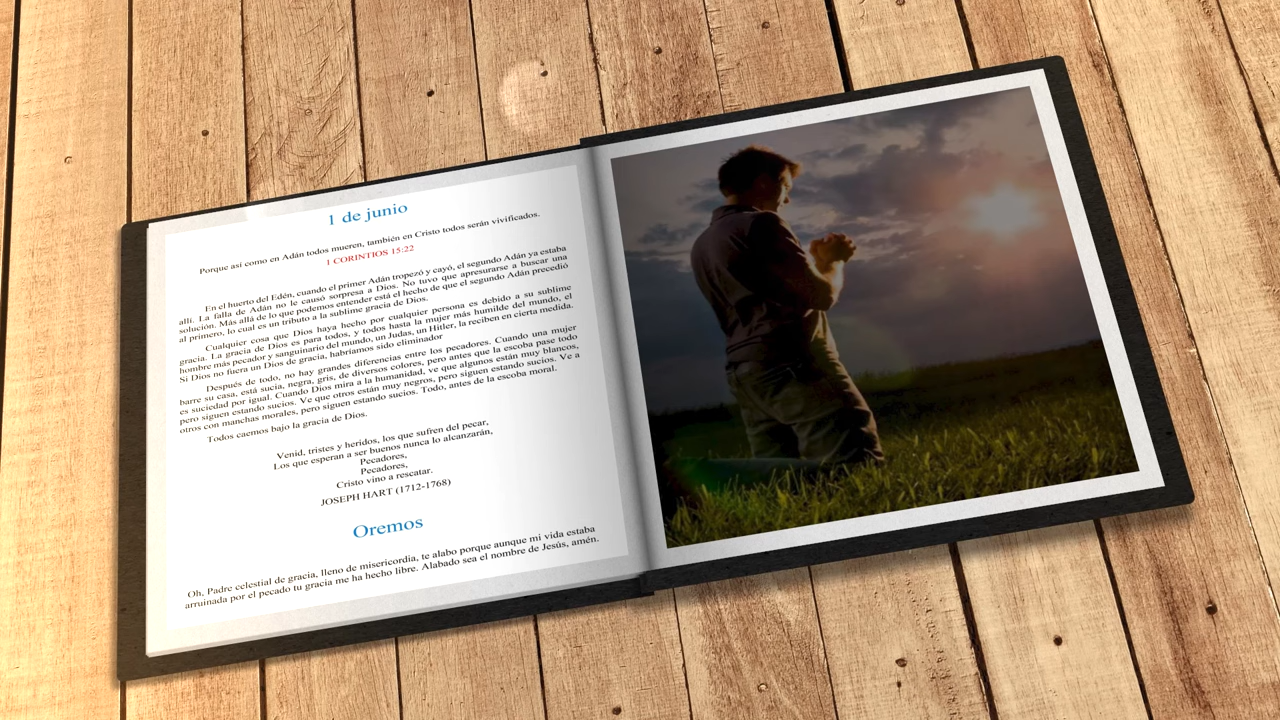 1 de junio
Porque así como en Adán todos mueren, también en Cristo todos serán vivificados.
1 CORINTIOS 15:22
En el huerto del Edén, cuando el primer Adán tropezó y cayó, el segundo Adán ya estaba
allí. La falla de Adán no le causó sorpresa a Dios. No tuvo que apresurarse a buscar una
solución. Más allá de lo que podemos entender está el hecho de que el segundo Adán precedió
al primero, lo cual es un tributo a la sublime gracia de Dios.
Cualquier cosa que Dios haya hecho por cualquier persona es debido a su sublime
gracia. La gracia de Dios es para todos, y todos hasta la mujer más humilde del mundo, el
hombre más pecador y sanguinario del mundo, un Judas, un Hitler, la reciben en cierta medida.
Si Dios no fuera un Dios de gracia, habríamos sido eliminador
Después de todo, no hay grandes diferencias entre los pecadores. Cuando una mujer
barre su casa, está sucia, negra, gris, de diversos colores, pero antes que la escoba pase todo
es suciedad por igual. Cuando Dios mira a la humanidad, ve que algunos están muy blancos,
pero siguen estando sucios. Ve que otros están muy negros, pero siguen estando sucios. Ve a
otros con manchas morales, pero siguen estando sucios. Todo, antes de la escoba moral.
Todos caemos bajo la gracia de Dios.
Venid, tristes y heridos, los que sufren del pecar,
Los que esperan a ser buenos nunca lo alcanzarán,
Pecadores,
Pecadores,
Cristo vino a rescatar.
JOSEPH HART (1712-1768)
Oremos
Oh, Padre celestial de gracia, lleno de misericordia, te alabo porque aunque mi vida estaba
arruinada por el pecado tu gracia me ha hecho libre. Alabado sea el nombre de Jesús, amén.